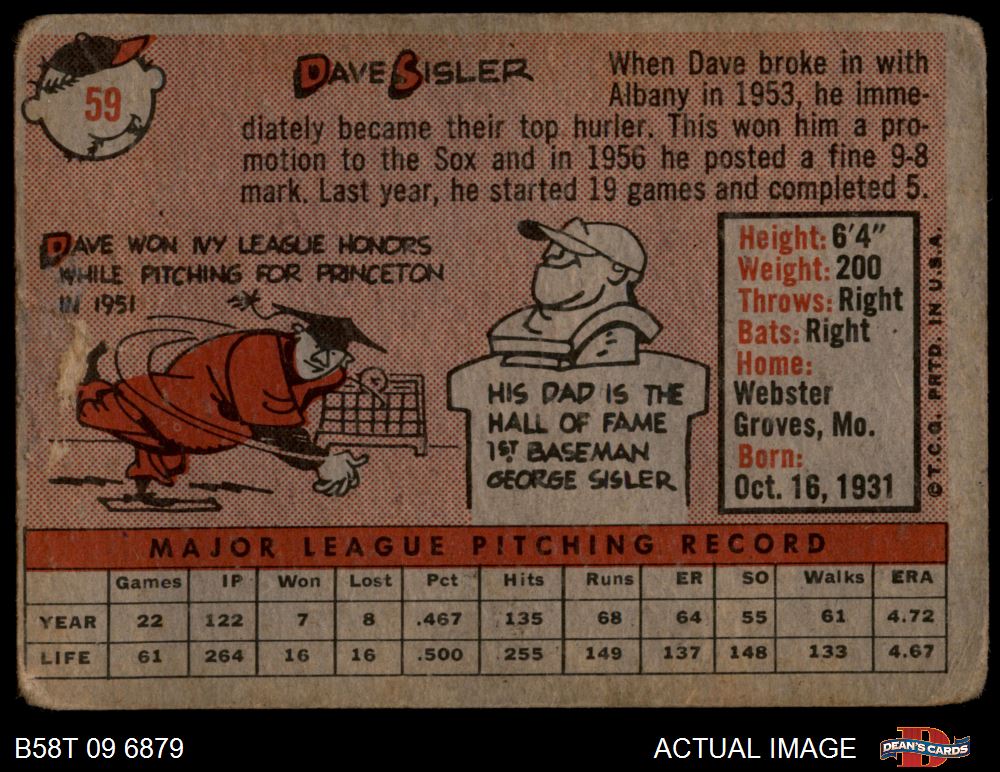 59
DAVE SISLER
When Dave broke in with
Albany in 1953, he imme-
diately became their top hurler. This won him a pro-
motion to the Sox and in 1956 he posted a fine 9-8
mark. Last year, he started 19 games and completed 5.
DAVE WON IVY LEAGUE HONORS
WHILE PITCHING FOR PRINCETON
IN 1951
HIS DAD IS THE
HALL OF FAME
1ST BASEMAN
GEORGE SISLER
Height: 6'4"
Weight: 200
Throws: Right
Bats: Right
Home:
Webster
Groves, Mo.
Born:
Oct. 16, 1931
© T.C.G. PRTD. IN U.S.A.
MAJOR LEAGUE PITCHING RECORD
Games IP Won Lost Pct Hits Runs ER SO Walks ERA
YEAR 22 122 7 8 .467 135 68 64 55 61 4.72
LIFE 61 264 16 16 .500 255 149 137 148 133 4.67
B58T 09 6879
ACTUAL IMAGE
D
DEAN'S CARDS